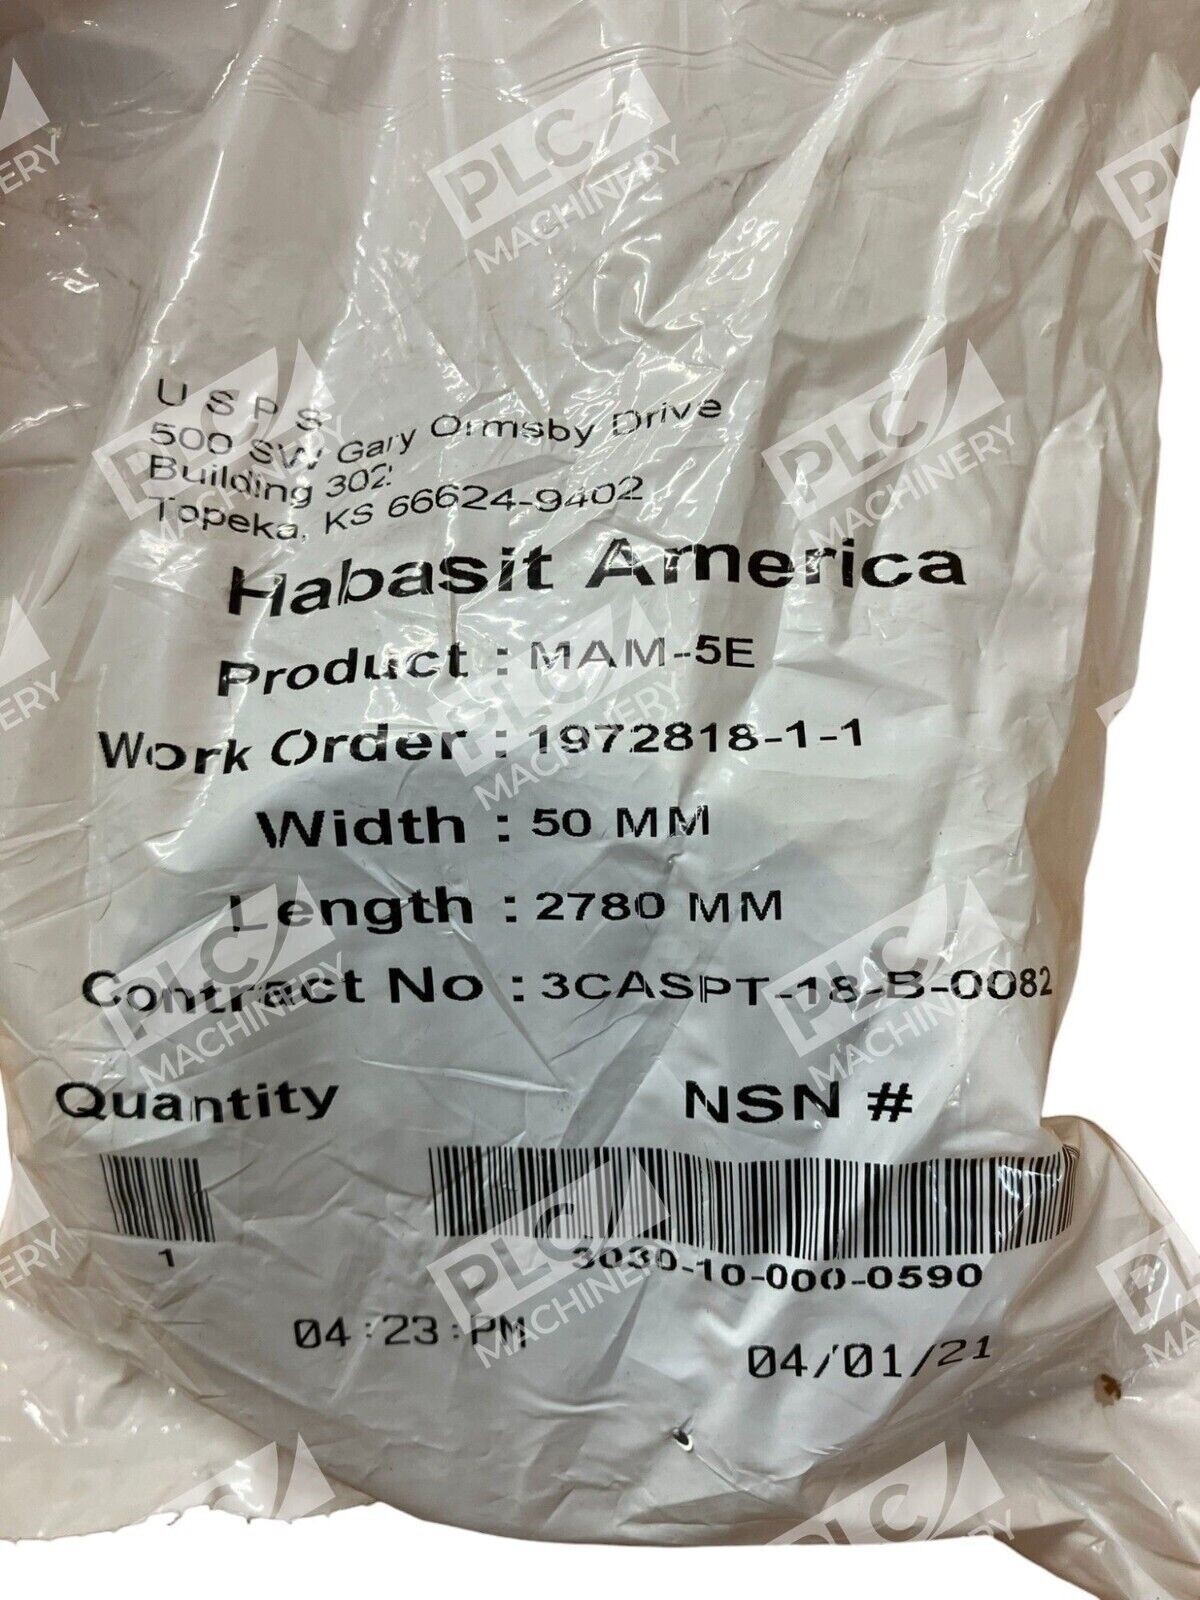 U S P S
500 SW Gary Ormsby Drive
Building 302
Topeka, KS 66624-9402
Habasit America
Product : MAM-5E
Work Order : 1972818-1-1
Width : 50 MM
Length : 2780 MM
Contract No : 3CASPT-18-B-0082
Quantity NSN #
1 3030-10-000-0590
04:23:PM 04/01/21
PLC
MACHINERY